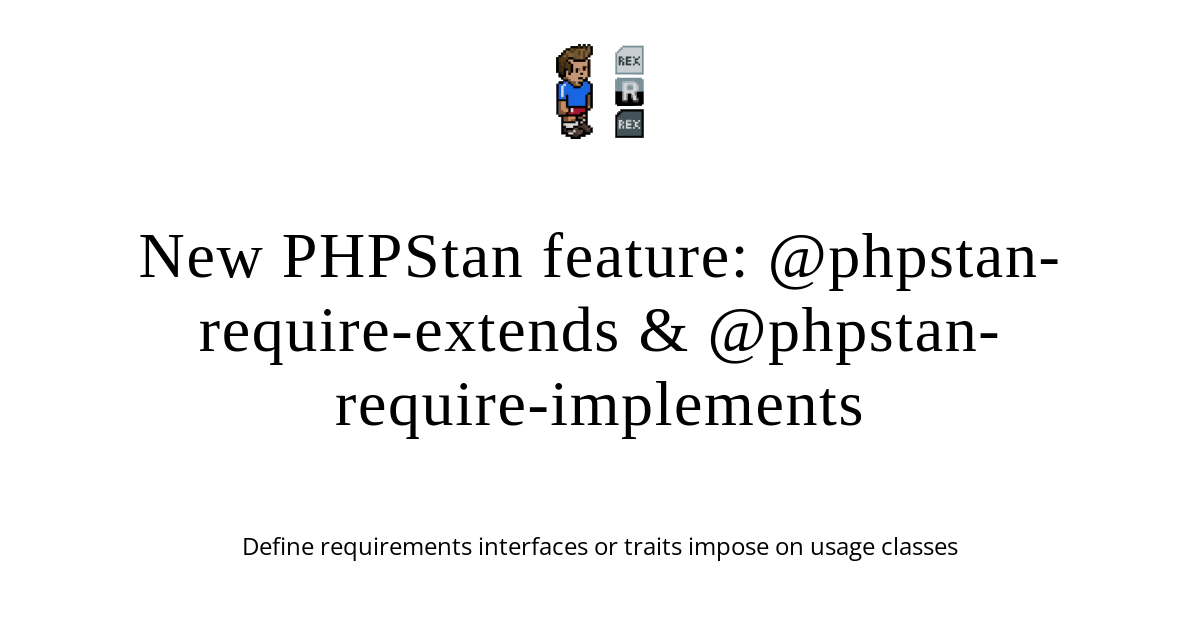 REX
R
REX
New PHPStan feature: @phpstan-
require-extends & @phpstan-
require-implements
Define requirements interfaces or traits impose on usage classes